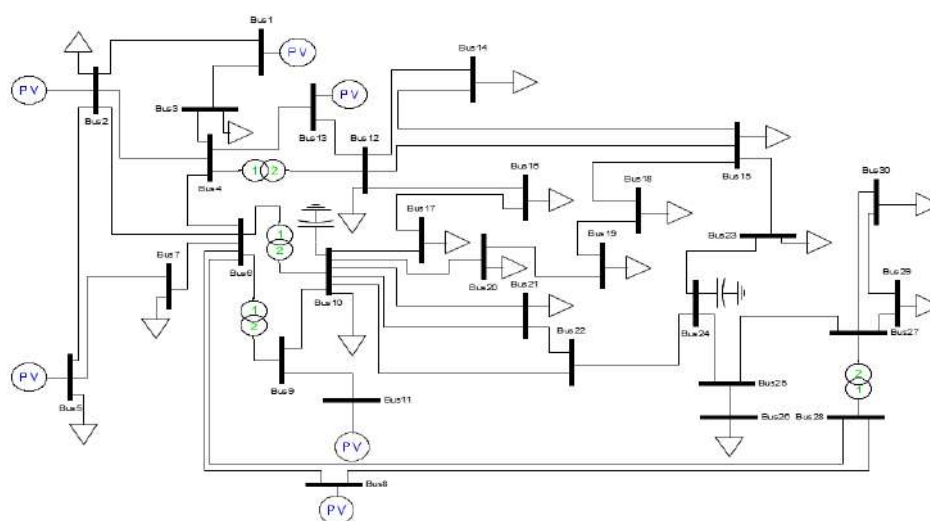 Bus1
PV
Bus2
PV
Bus3
Bus4
1 2
PV
Bus13
Bus12
Bus14
Bus15
Bus16
Bus17
Bus18
Bus19
Bus20
Bus21
Bus22
Bus23
Bus24
Bus30
Bus29
Bus27
2
1
Bus28
Bus26
Bus7
Bus6
1
2
1
2
Bus10
Bus9
Bus11
PV
PV
Bus5
Bus8
PV